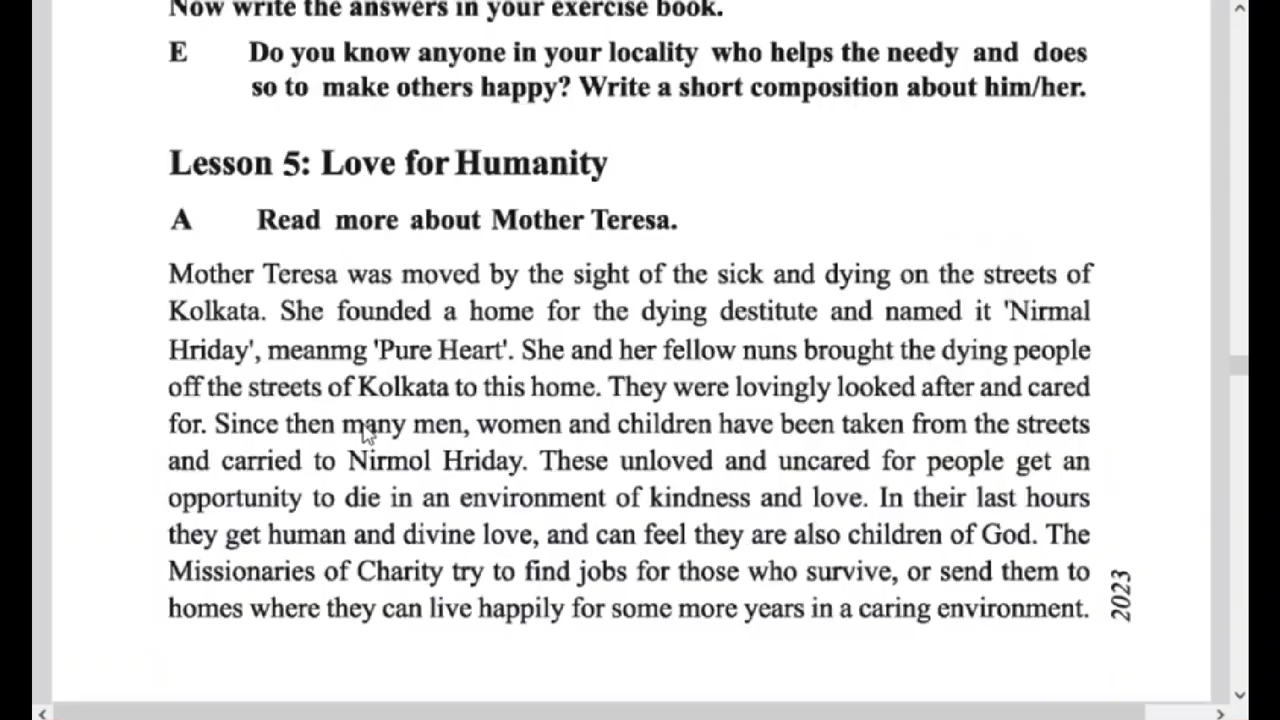 Now write the answers in your exercise book.
E Do you know anyone in your locality who helps the needy and does
so to make others happy? Write a short composition about him/her.
Lesson 5: Love for Humanity
A Read more about Mother Teresa.
Mother Teresa was moved by the sight of the sick and dying on the streets of
Kolkata. She founded a home for the dying destitute and named it 'Nirmal
Hriday', meanmg 'Pure Heart'. She and her fellow nuns brought the dying people
off the streets of Kolkata to this home. They were lovingly looked after and cared
for. Since then many men, women and children have been taken from the streets
and carried to Nirmol Hriday. These unloved and uncared for people get an
opportunity to die in an environment of kindness and love. In their last hours
they get human and divine love, and can feel they are also children of God. The
Missionaries of Charity try to find jobs for those who survive, or send them to
homes where they can live happily for some more years in a caring environment.
2023